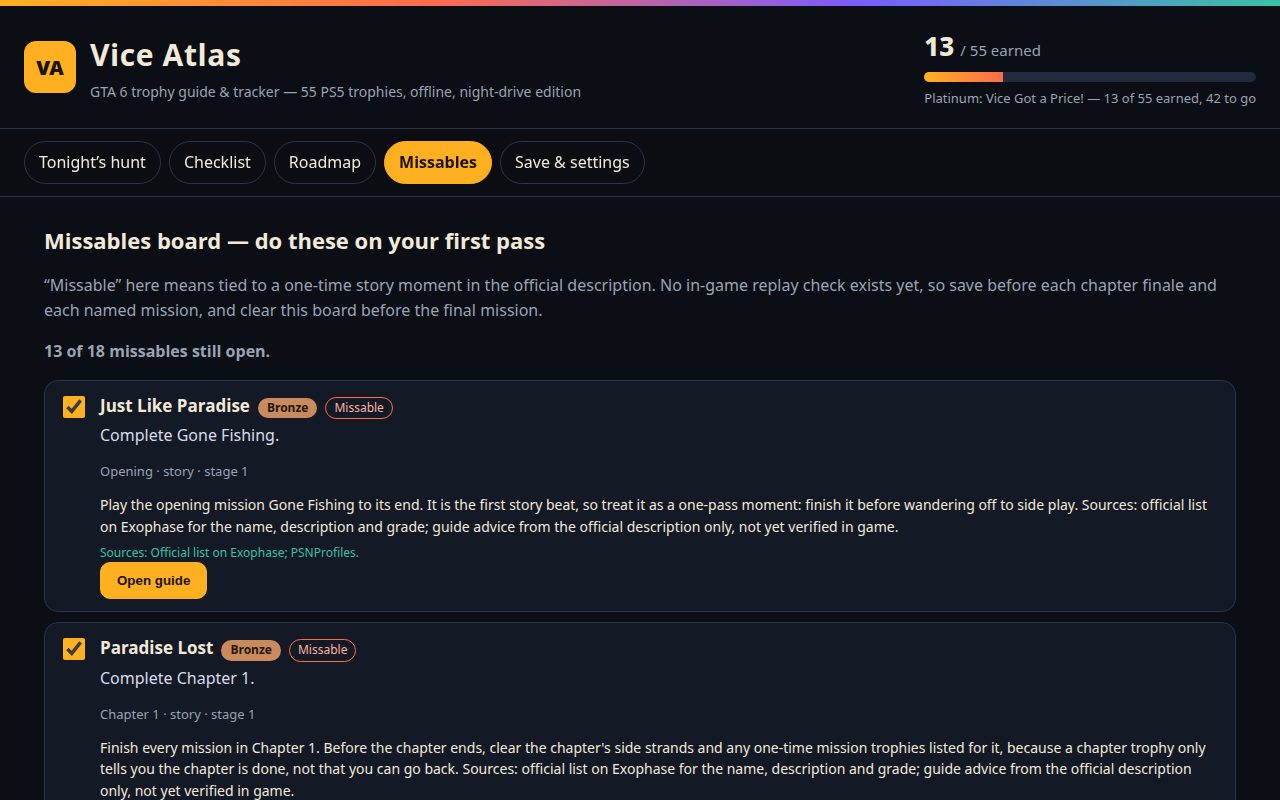 VA
Vice Atlas
GTA 6 trophy guide & tracker — 55 PS5 trophies, offline, night-drive edition
13 / 55 earned
Platinum: Vice Got a Price! — 13 of 55 earned, 42 to go
Tonight’s hunt
Checklist
Roadmap
Missables
Save & settings
Missables board — do these on your first pass
“Missable” here means tied to a one-time story moment in the official description. No in-game replay check exists yet, so save before each chapter finale and
each named mission, and clear this board before the final mission.
13 of 18 missables still open.
Just Like Paradise Bronze Missable
Complete Gone Fishing.
Opening · story · stage 1
Play the opening mission Gone Fishing to its end. It is the first story beat, so treat it as a one-pass moment: finish it before wandering off to side play. Sources: official list
on Exophase for the name, description and grade; guide advice from the official description only, not yet verified in game.
Sources: Official list on Exophase; PSNProfiles.
Open guide
Paradise Lost Bronze Missable
Complete Chapter 1.
Chapter 1 · story · stage 1
Finish every mission in Chapter 1. Before the chapter ends, clear the chapter's side strands and any one-time mission trophies listed for it, because a chapter trophy only
tells you the chapter is done, not that you can go back. Sources: official list on Exophase for the name, description and grade; guide advice from the official description
only, not yet verified in game.